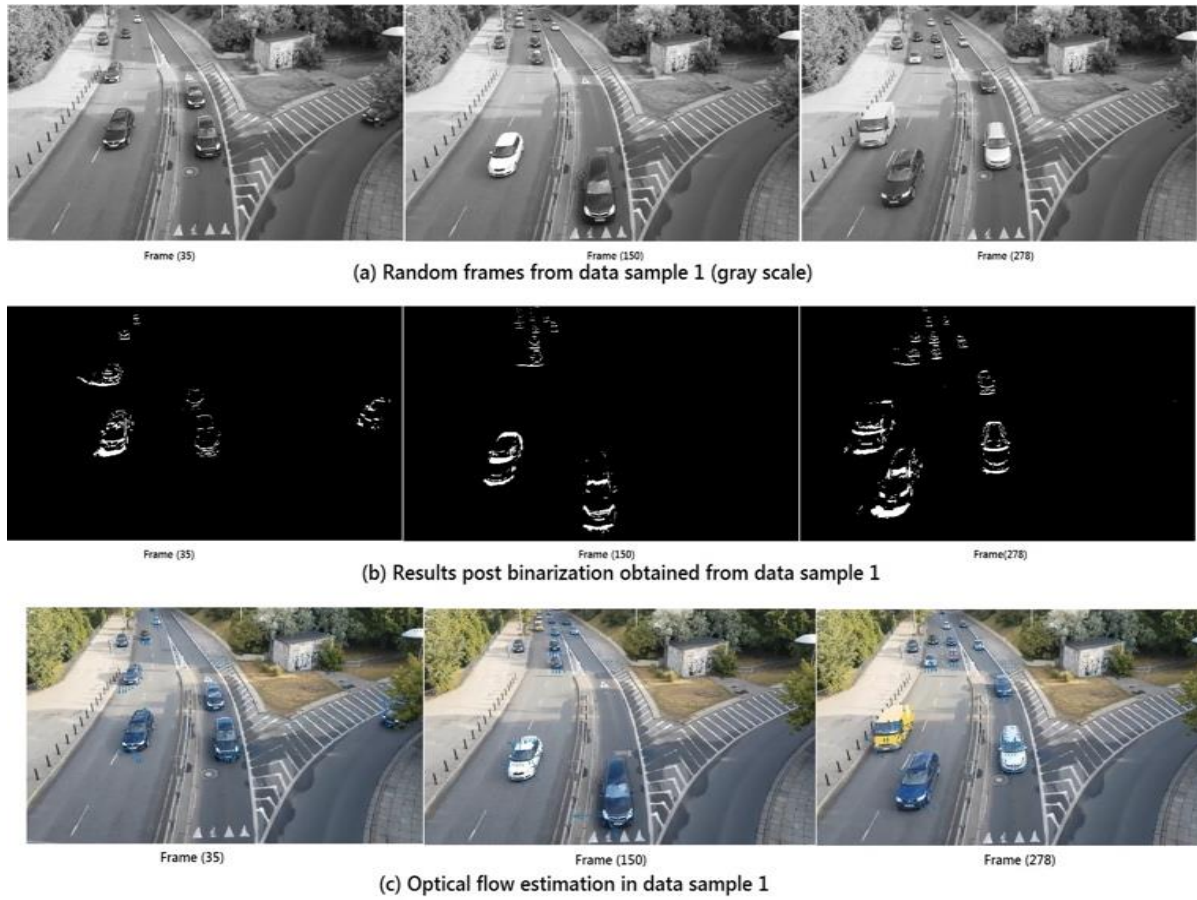 Frame (35)
Frame (150)
Frame (278)
(a) Random frames from data sample 1 (gray scale)
Frame (35)
Frame (150)
Frame(278)
(b) Results post binarization obtained from data sample 1
Frame (35)
Frame (150)
Frame (278)
(c) Optical flow estimation in data sample 1